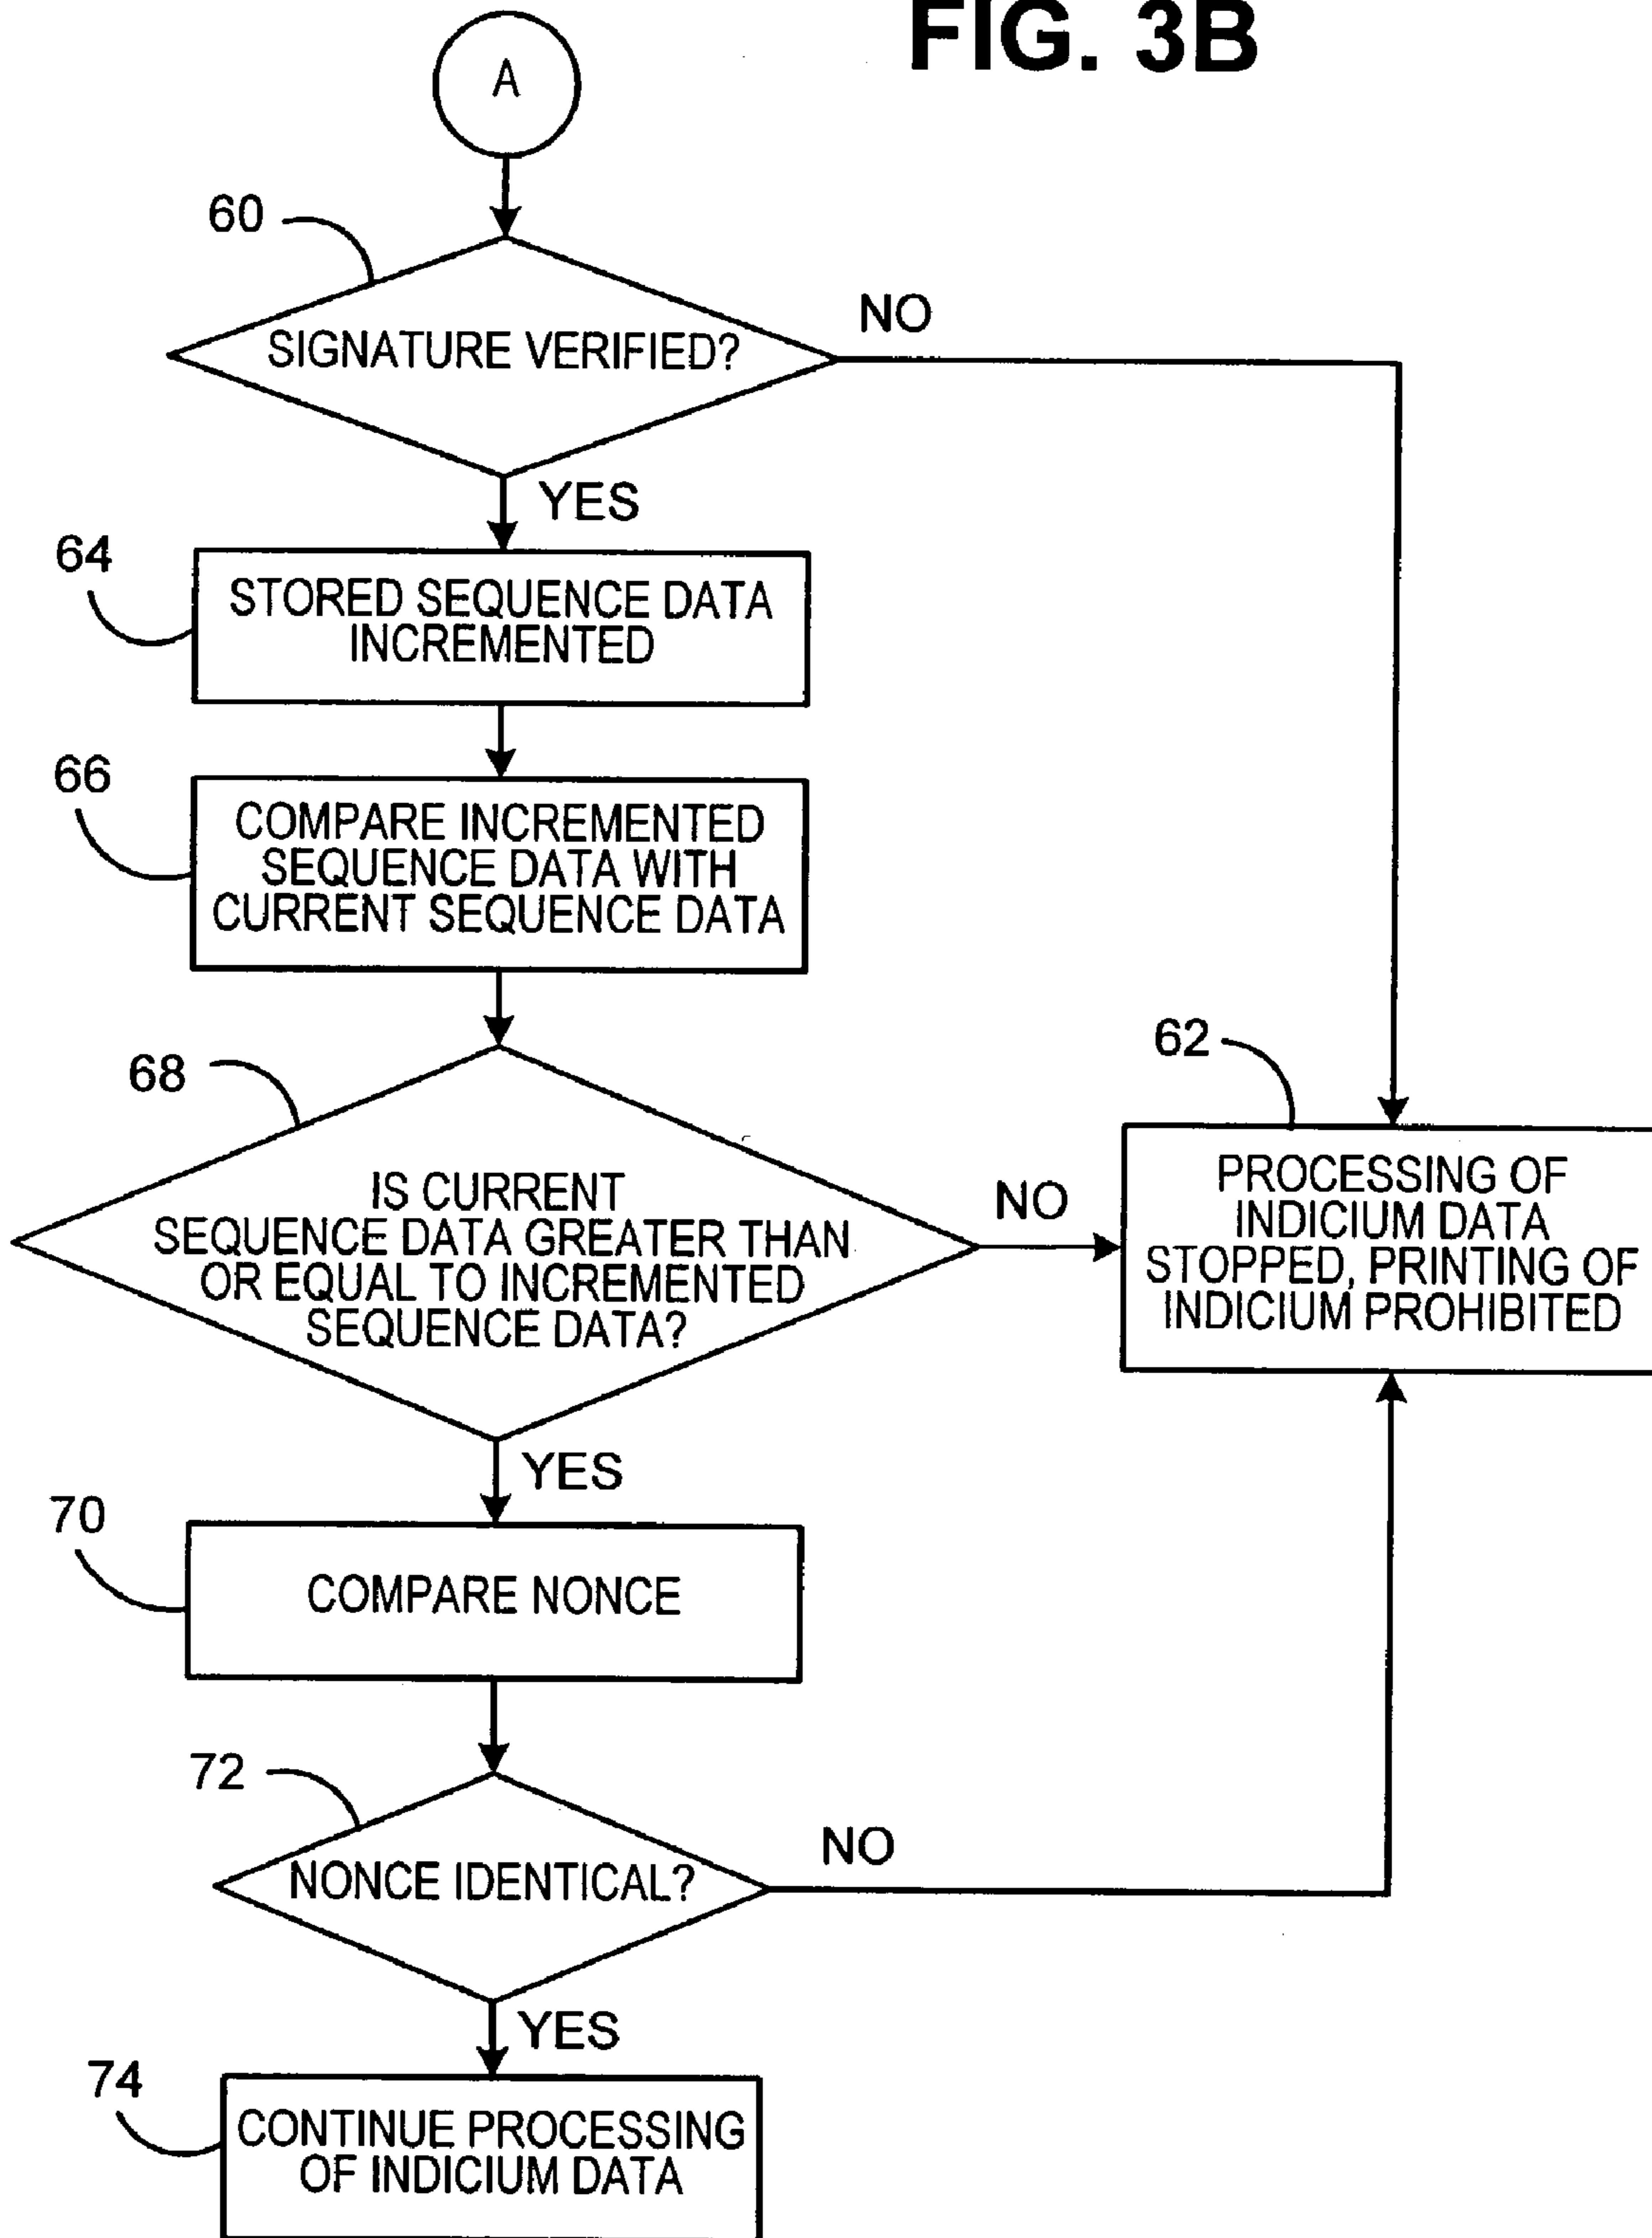 FIG. 3B
A
60
SIGNATURE VERIFIED?
NO
YES
64
STORED SEQUENCE DATA
INCREMENTED
66
COMPARE INCREMENTED
SEQUENCE DATA WITH
CURRENT SEQUENCE DATA
68
IS CURRENT
SEQUENCE DATA GREATER THAN
OR EQUAL TO INCREMENTED
SEQUENCE DATA?
NO
62
PROCESSING OF
INDICIUM DATA
STOPPED, PRINTING OF
INDICIUM PROHIBITED
YES
70
COMPARE NONCE
72
NONCE IDENTICAL?
NO
YES
74
CONTINUE PROCESSING
OF INDICIUM DATA